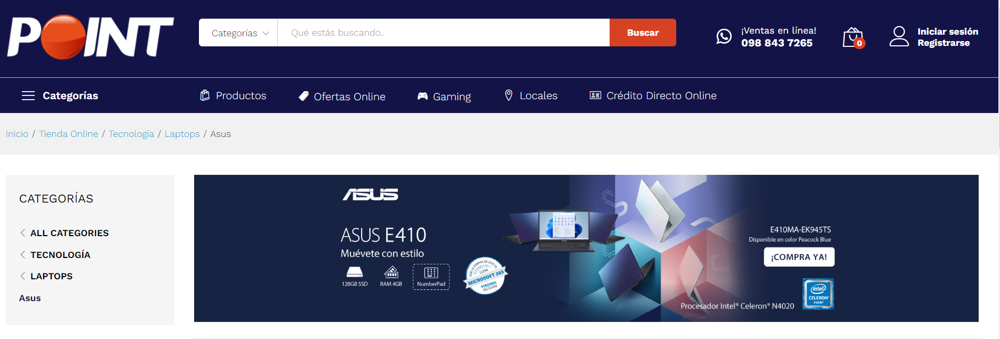 POINT
Categorías
Qué estás buscando..
Buscar
¡Ventas en línea!
098 843 7265
0
Iniciar sesión
Registrarse
Categorías
Productos
Ofertas Online
Gaming
Locales
Crédito Directo Online
Inicio / Tienda Online / Tecnología / Laptops / Asus
CATEGORÍAS
ALL CATEGORIES
TECNOLOGÍA
LAPTOPS
Asus
ASUS
ASUS E410
Muévete con estilo
128GB SSD
RAM 4GB
NumberPad
POR LA COMPRA DE ESTE PC
LLEVA
MICROSOFT 365
PERSONAL
INCLUIDO
E410MA-EK945TS
Disponible en color Peacock Blue
¡COMPRA YA!
Procesador Intel® Celeron® N4020
intel
CELERON®
inside™